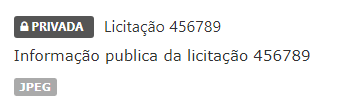 PRIVADA Licitação 456789
Informação publica da licitação 456789
JPEG